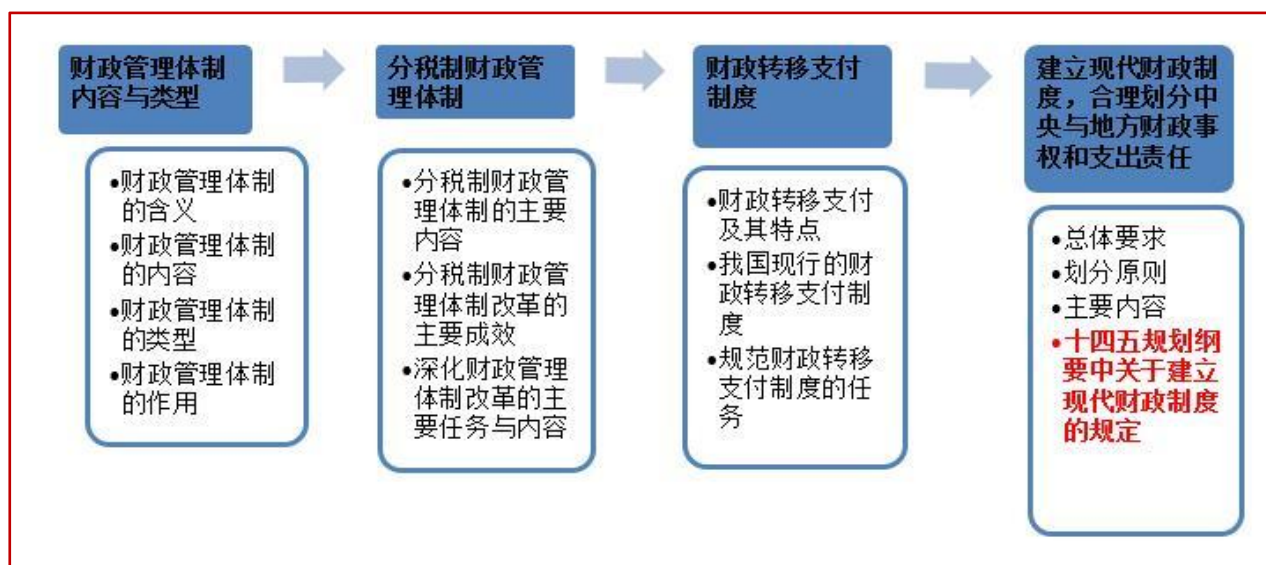 财政管理体制
内容与类型
•财政管理体制
的含义
•财政管理体制
的内容
•财政管理体制
的类型
•财政管理体制
的作用
分税制财政管
理体制
•分税制财政管
理体制的主要
内容
•分税制财政管
理体制改革的
主要成效
•深化财政管理
体制改革的主
要任务与内容
财政转移支付
制度
•财政转移支付
及其特点
•我国现行的财
政转移支付制
度
•规范财政转移
支付制度的任
务
建立现代财政制
度，合理划分中
央与地方财政事
权和支出责任
•总体要求
•划分原则
•主要内容
•十四五规划纲
要中关于建立
现代财政制度
的规定